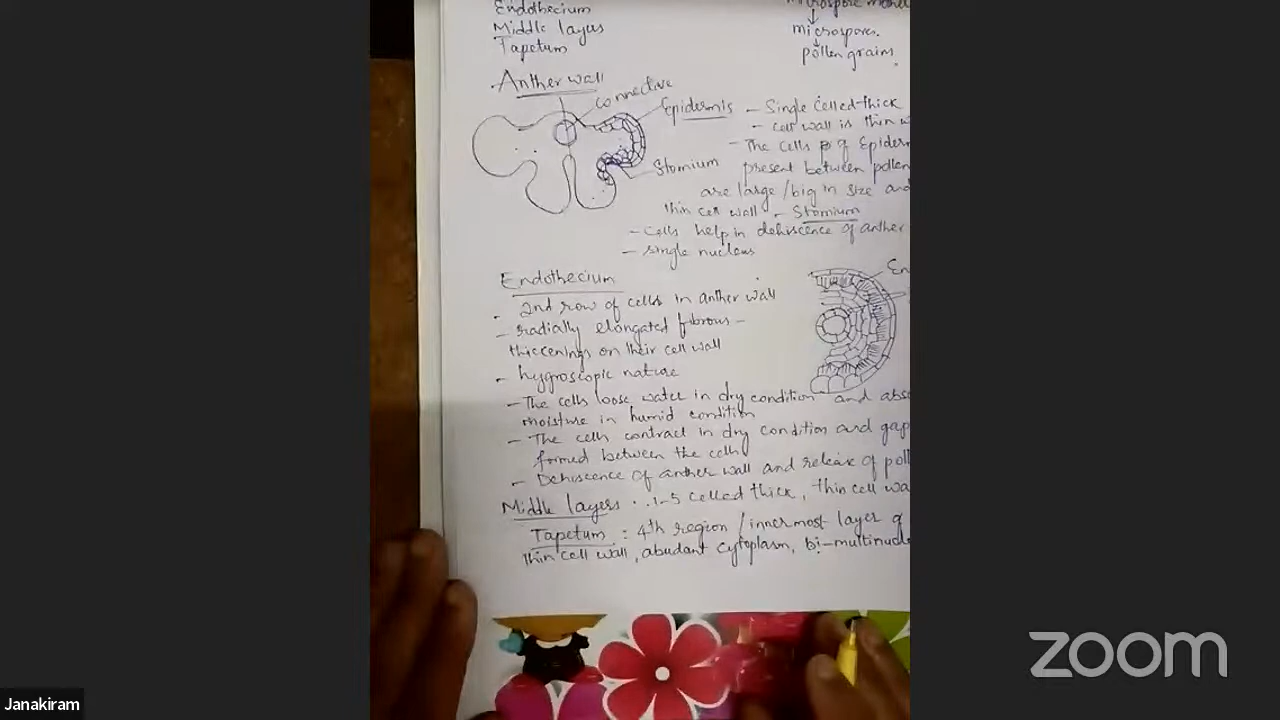 Endothecium
Middle layers
Tapetum
microspores
pollen grains
Anther wall
Connective
Epidermis - Single celled thick
- cell wall is thin
- The cells of Epiderm
Stomium
present between pollen
are large/big in size and
thin cell wall - Stomium
- Cells help in dehiscence of anther
- single nucleus
Endothecium
En
- 2nd row of cells in anther wall
- radially elongated fibrous -
thiccenings on their cell wall
- hygroscopic nature
- The cells loose water in dry condition and abs
moisture in humid condition
- The cells contract in dry condition and gap
formed between the cells
- Dehiscence of anther wall and release of poll
Middle layers . . 1-5 celled thick, thin cell wa
Tapetum : 4th region/innermost layer of
thin cell wall, abudant cytoplasm, bi-multinucle
zoom
Janakiram